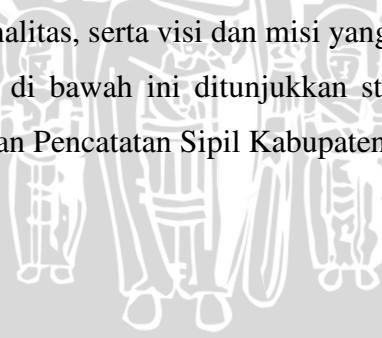 nalitas, serta visi dan misi yang
di bawah ini ditunjukkan st
an Pencatatan Sipil Kabupaten